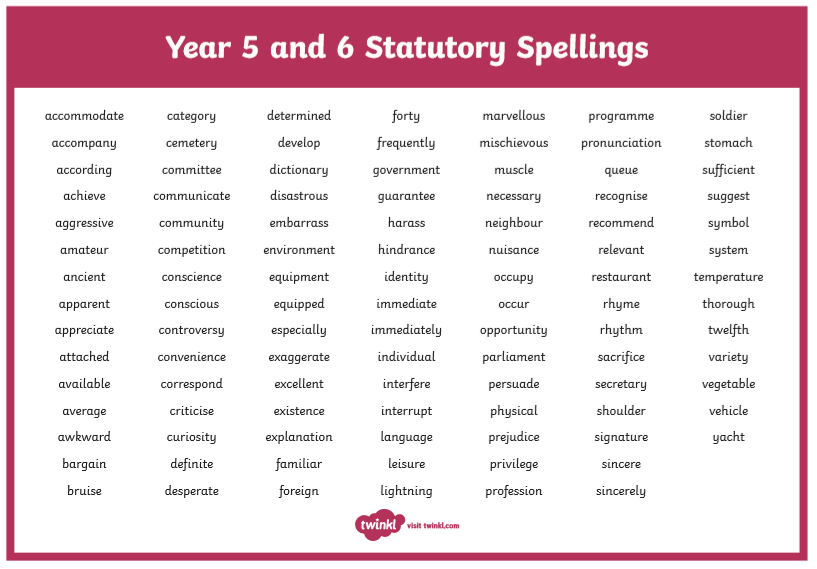 Year 5 and 6 Statutory Spellings
accommodate category determined forty marvellous programme soldier
accompany cemetery develop frequently mischievous pronunciation stomach
according committee dictionary government muscle queue sufficient
achieve communicate disastrous guarantee necessary recognise suggest
aggressive community embarrass harass neighbour recommend symbol
amateur competition environment hindrance nuisance relevant system
ancient conscience equipment identity occupy restaurant temperature
apparent conscious equipped immediate occur rhyme thorough
appreciate controversy especially immediately opportunity rhythm twelfth
attached convenience exaggerate individual parliament sacrifice variety
available correspond excellent interfere persuade secretary vegetable
average criticise existence interrupt physical shoulder vehicle
awkward curiosity explanation language prejudice signature yacht
bargain definite familiar leisure privilege sincere
bruise desperate foreign lightning profession sincerely
twinkl visit twinkl.com